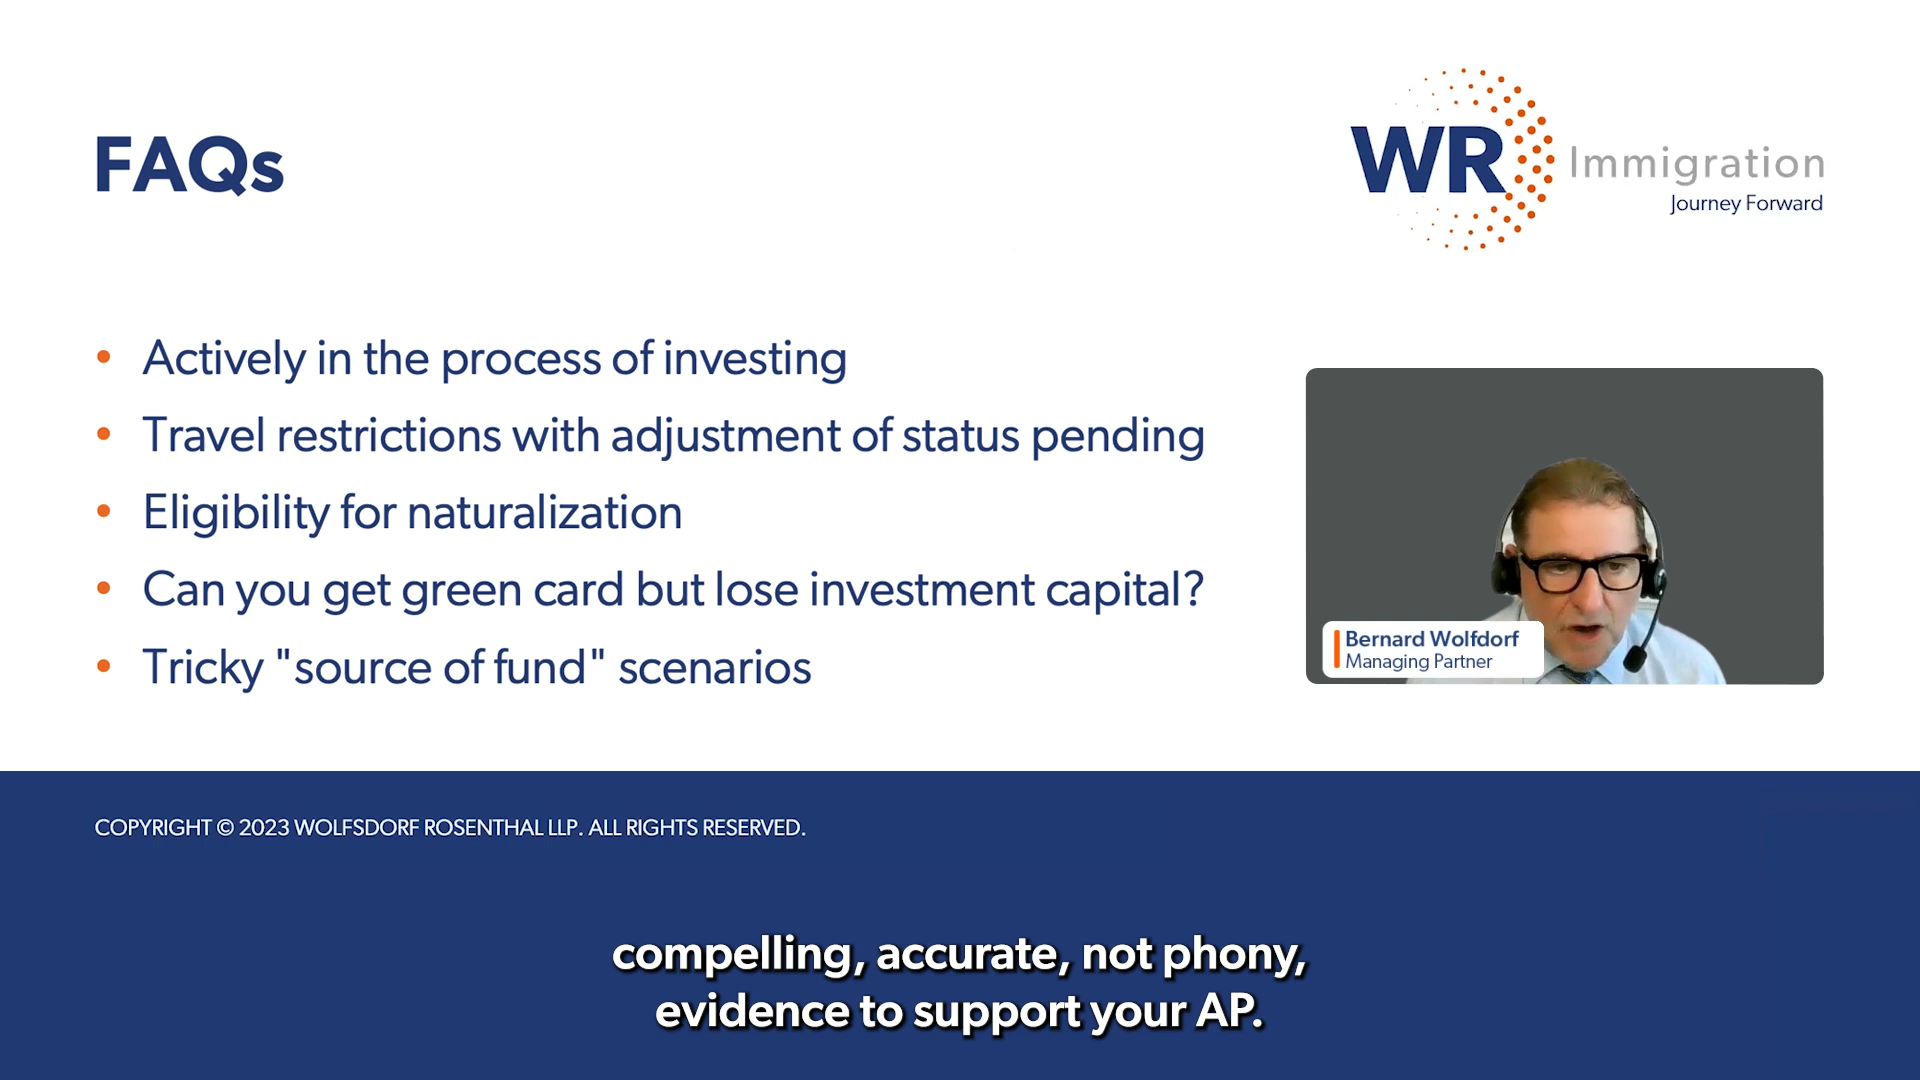 FAQs
WR Immigration
Journey Forward
• Actively in the process of investing
• Travel restrictions with adjustment of status pending
• Eligibility for naturalization
• Can you get green card but lose investment capital?
• Tricky "source of fund" scenarios
Bernard Wolfdorf
Managing Partner
COPYRIGHT © 2023 WOLFSDORF ROSENTHAL LLP. ALL RIGHTS RESERVED.
compelling, accurate, not phony,
evidence to support your AP.